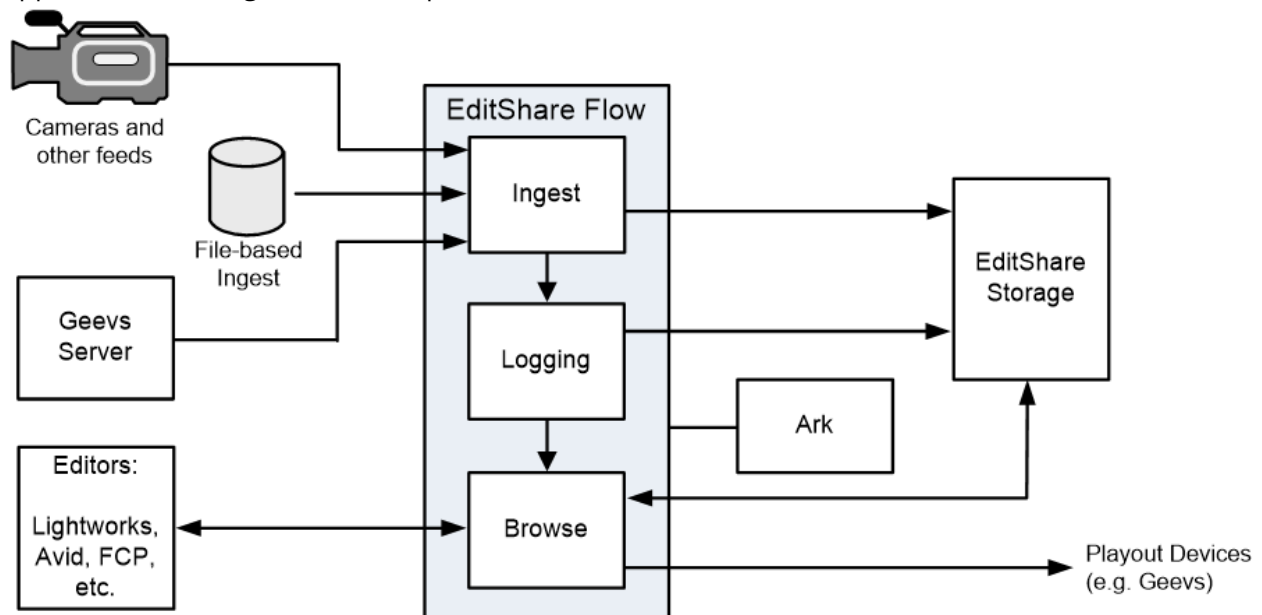 Cameras and
other feeds
File-based
Ingest
Geevs
Server
Editors:
Lightworks,
Avid, FCP,
etc.
EditShare Flow
Ingest
Logging
Browse
Ark
EditShare
Storage
Playout Devices
(e.g. Geevs)